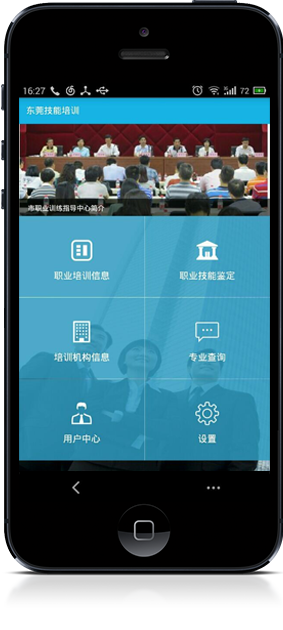 16:27
72
东莞技能培训
市职业训练指导中心简介
职业培训信息
职业技能鉴定
培训机构信息
专业查询
用户中心
设置